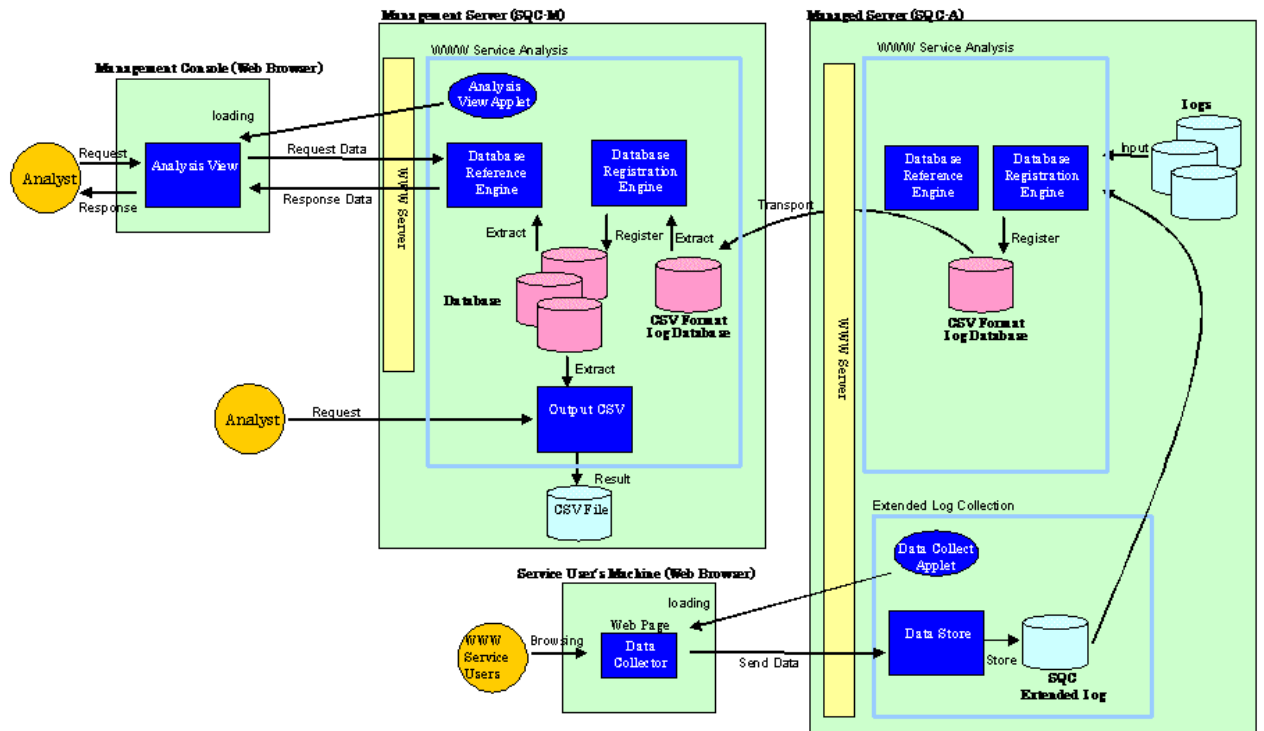 Management Server (SQC-M)
Managed Server (SQC-A)
WWW Service Analysis
WWW Service Analysis
Management Console (Web Browser)
Analysis
View Applet
loading
Logs
Request
Analysis View
Request Data
Database
Reference
Engine
Database
Registration
Engine
Database
Reference
Engine
Database
Registration
Engine
Input
Analyst
Response
Response Data
WWW Server
Extract
Register
Extract
Transport
Register
Database
CSV Format
Log Database
CSV Format
Log Database
WWW Server
Extract
Analyst
Request
Output CSV
Result
CSV File
Extended Log Collection
Data Collect
Applet
Service User's Machine (Web Browser)
loading
Web Page
WWW
Service
Users
Browsing
Data
Collector
Send Data
Data Store
Store
SQC
Extended Log